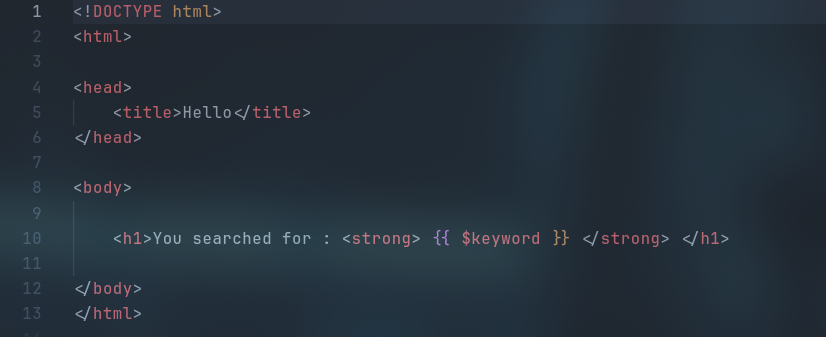 1 <!DOCTYPE html>
2 <html>
3
4 <head>
5     <title>Hello</title>
6 </head>
7
8 <body>
9
10     <h1>You searched for : <strong> {{ $keyword }} </strong> </h1>
11
12 </body>
13 </html>